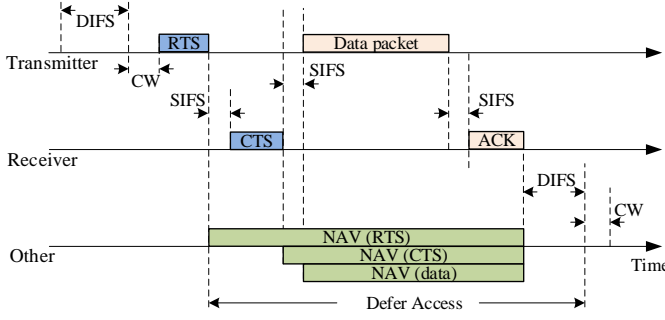 DIFS
RTS
Data packet
Transmitter
CW
SIFS
SIFS
SIFS
CTS
ACK
Receiver
DIFS
CW
NAV (RTS)
NAV (CTS)
Other
Time
NAV (data)
Defer Access